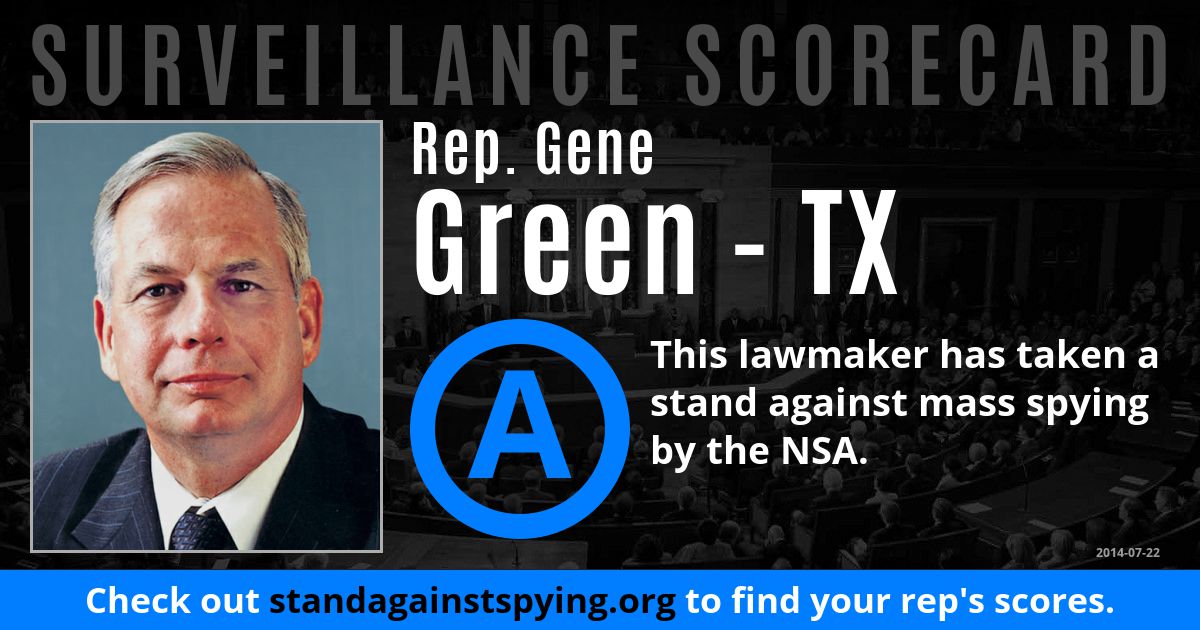 SURVEILLANCE SCORECARD
Rep. Gene
Green - TX
A
This lawmaker has taken a
stand against mass spying
by the NSA.
2014-07-22
Check out standagainstspying.org to find your rep's scores.